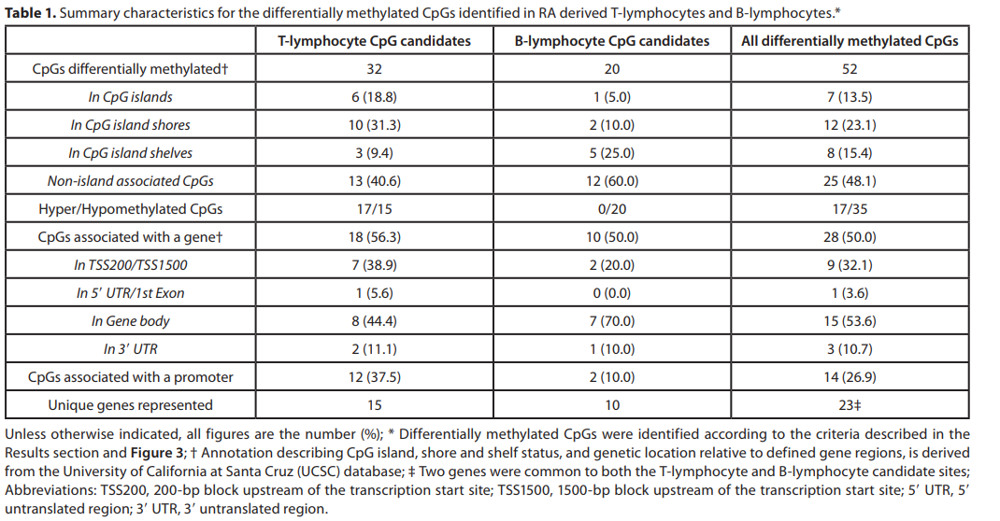 Table 1. Summary characteristics for the differentially methylated CpGs identified in RA derived T-lymphocytes and B-lymphocytes.*
T-lymphocyte CpG candidates B-lymphocyte CpG candidates All differentially methylated CpGs
CpGs differentially methylated† 32 20 52
In CpG islands 6 (18.8) 1 (5.0) 7 (13.5)
In CpG island shores 10 (31.3) 2 (10.0) 12 (23.1)
In CpG island shelves 3 (9.4) 5 (25.0) 8 (15.4)
Non-island associated CpGs 13 (40.6) 12 (60.0) 25 (48.1)
Hyper/Hypomethylated CpGs 17/15 0/20 17/35
CpGs associated with a gene† 18 (56.3) 10 (50.0) 28 (50.0)
In TSS200/TSS1500 7 (38.9) 2 (20.0) 9 (32.1)
In 5′ UTR/1st Exon 1 (5.6) 0 (0.0) 1 (3.6)
In Gene body 8 (44.4) 7 (70.0) 15 (53.6)
In 3′ UTR 2 (11.1) 1 (10.0) 3 (10.7)
CpGs associated with a promoter 12 (37.5) 2 (10.0) 14 (26.9)
Unique genes represented 15 10 23‡
Unless otherwise indicated, all figures are the number (%); * Differentially methylated CpGs were identified according to the criteria described in the
Results section and Figure 3; † Annotation describing CpG island, shore and shelf status, and genetic location relative to defined gene regions, is derived
from the University of California at Santa Cruz (UCSC) database; ‡ Two genes were common to both the T-lymphocyte and B-lymphocyte candidate sites;
Abbreviations: TSS200, 200-bp block upstream of the transcription start site; TSS1500, 1500-bp block upstream of the transcription start site; 5′ UTR, 5′
untranslated region; 3′ UTR, 3′ untranslated region.